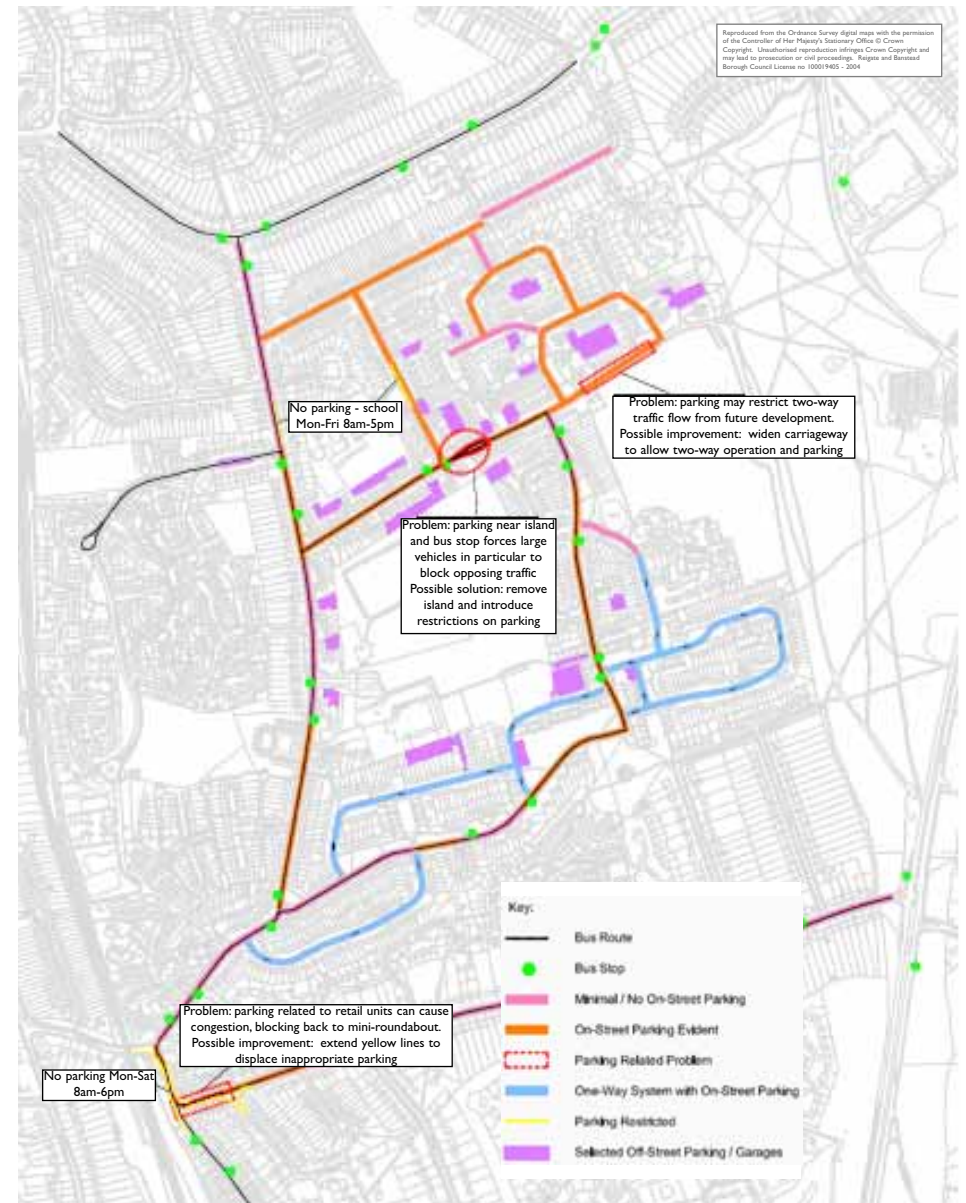 Reproduced from the Ordnance Survey digital maps with the permission
of the Controller of Her Majesty's Stationary Office © Crown
Copyright. Unauthorised reproduction infringes Crown Copyright and
may lead to prosecution or civil proceedings. Reigate and Banstead
Borough Council License no 100019405 - 2004
No parking - school
Mon-Fri 8am-5pm
Problem: parking may restrict two-way
traffic flow from future development.
Possible improvement: widen carriageway
to allow two-way operation and parking
Problem: parking near island
and bus stop forces large
vehicles in particular to
block opposing traffic
Possible solution: remove
island and introduce
restrictions on parking
Key:
Bus Route
Bus Stop
Minimal / No On-Street Parking
On-Street Parking Evident
Parking Related Problem
One-Way System with On-Street Parking
Parking Restricted
Selected Off-Street Parking / Garages
Problem: parking related to retail units can cause
congestion, blocking back to mini-roundabout.
Possible improvement: extend yellow lines to
displace inappropriate parking
No parking Mon-Sat
8am-6pm